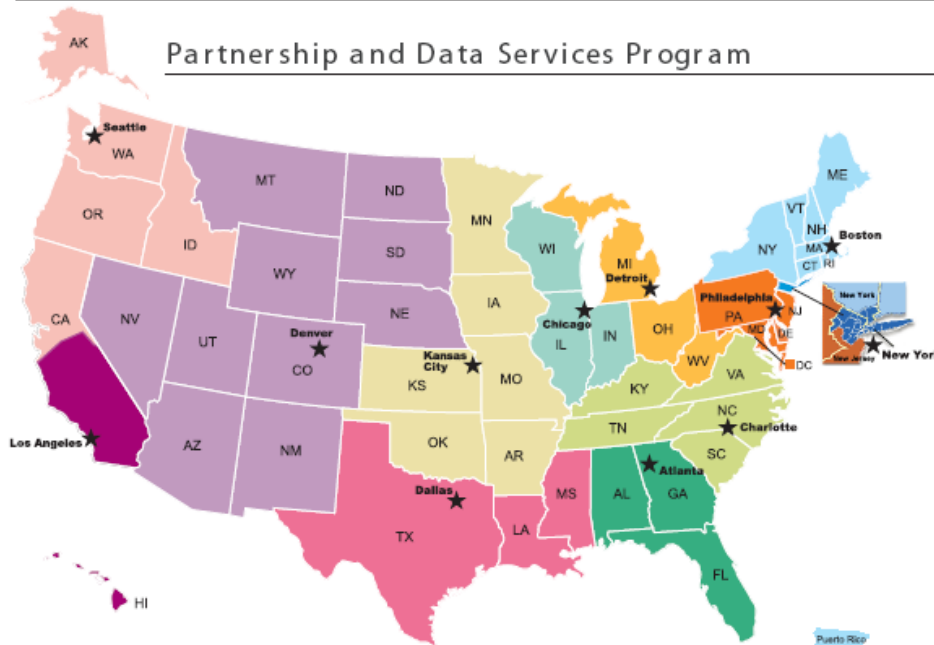 AK
Partnership and Data Services Program
Seattle
WA
OR
ID
CA
NV
MT
ND
SD
WY
NE
UT
Denver
CO
AZ
NM
Los Angeles
HI
MN
IA
Kansas
City
KS
MO
OK
AR
Dallas
TX
LA
MS
WI
Chicago
IL
IN
MI
Detroit
OH
WV
KY
TN
VA
NC
Charlotte
SC
Atlanta
AL
GA
FL
Philadelphia
PA
NJ
MD
DE
DC
ME
VT
NH
Boston
MA
NY
CT
RI
New York
New Jersey
New Yor
Puerto Rico